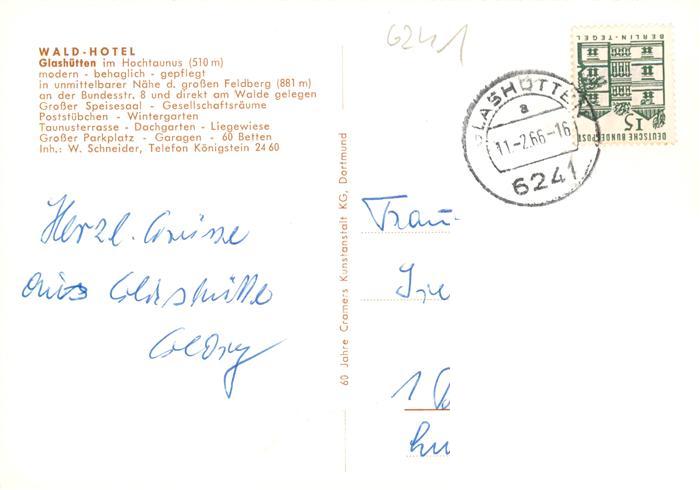 WALD-HOTEL
Glashütten im Hochtaunus (510 m)
modern - behaglich - gepflegt
in unmittelbarer Nähe d. großen Feldberg (881 m)
an der Bundesstr. 8 und direkt am Walde gelegen
Großer Speisesaal - Gesellschaftsräume
Poststübchen - Wintergarten
Taunusterrasse - Dachgarten - Liegewiese
Großer Parkplatz - Garagen - 60 Betten
Inh.: W. Schneider, Telefon Königstein 24 60
Herzl. Grüsse
aus Glashütte
60 Jahre Cramers Kunstanstalt KG, Dortmund
6241
GLASHÜTTEN
a
11.-2.66-16
6241
BERLIN-TEGEL
15
DEUTSCHE BUNDESPOST
Frau